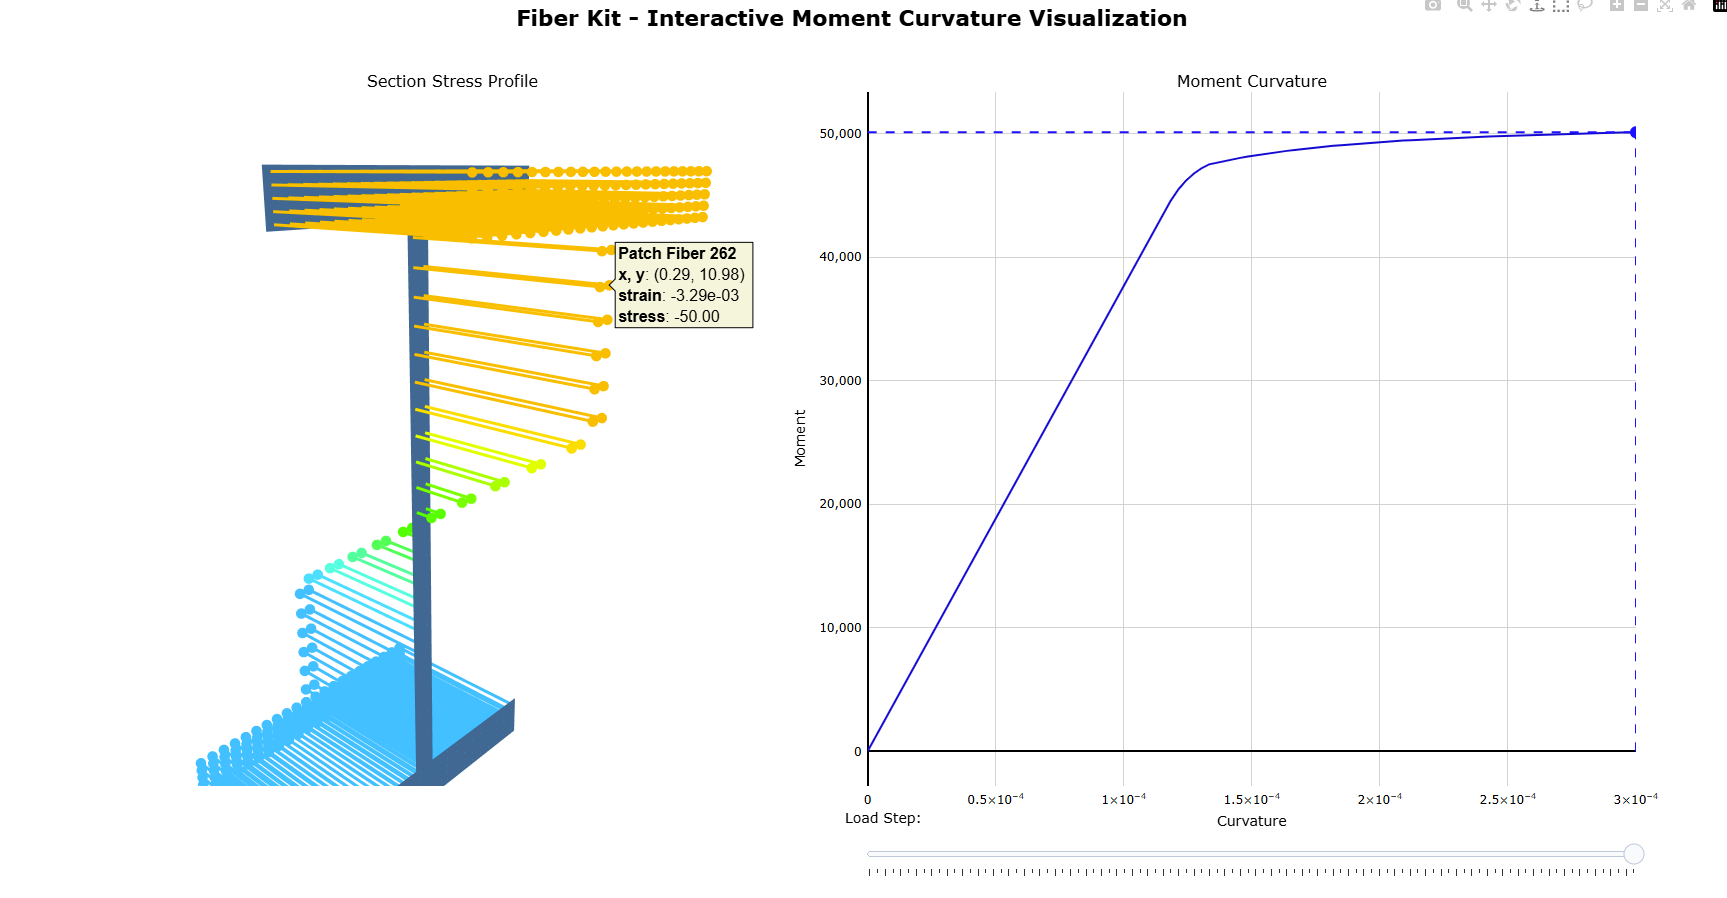 Fiber Kit - Interactive Moment Curvature Visualization
Section Stress Profile
Patch Fiber 262
x, y: (0.29, 10.98)
strain: -3.29e-03
stress: -50.00
Moment Curvature
50,000
40,000
30,000
20,000
10,000
0
Moment
0 0.5×10⁻⁴ 1×10⁻⁴ 1.5×10⁻⁴ 2×10⁻⁴ 2.5×10⁻⁴ 3×10⁻⁴
Curvature
Load Step: